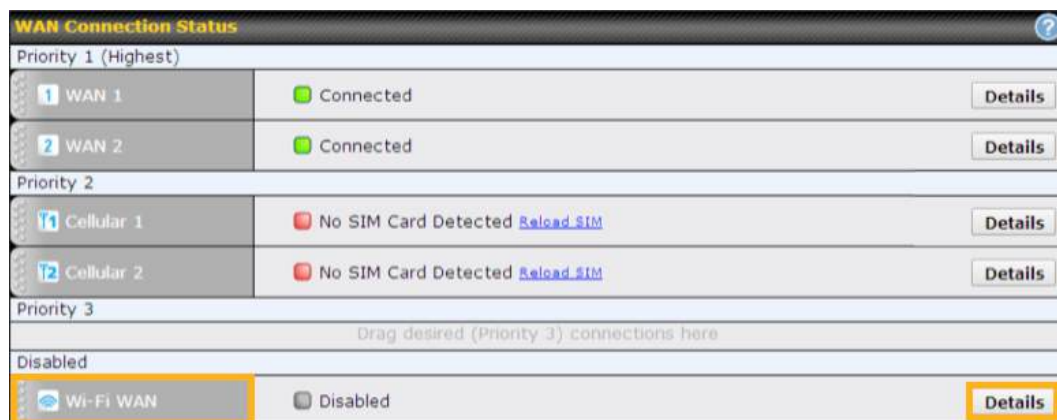 WAN Connection Status ?
Priority 1 (Highest)
1 WAN 1 Connected Details
2 WAN 2 Connected Details
Priority 2
1 Cellular 1 No SIM Card Detected Reload SIM Details
2 Cellular 2 No SIM Card Detected Reload SIM Details
Priority 3
Drag desired (Priority 3) connections here
Disabled
Wi-Fi WAN Disabled Details